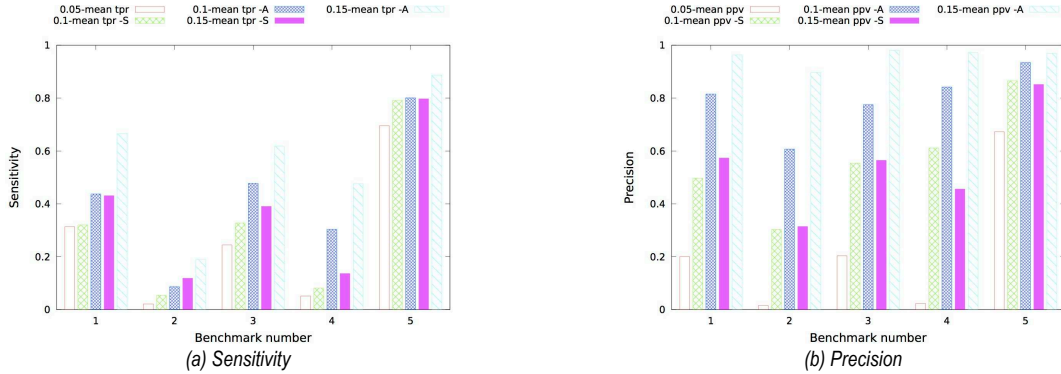 0.05-mean tpr 0.1-mean tpr -A 0.15-mean tpr -A
0.1-mean tpr -S 0.15-mean tpr -S
1
0.8
0.6
0.4
0.2
0
Sensitivity
1 2 3 4 5
Benchmark number
(a) Sensitivity
0.05-mean ppv 0.1-mean ppv -A 0.15-mean ppv -A
0.1-mean ppv -S 0.15-mean ppv -S
1
0.8
0.6
0.4
0.2
0
Precision
1 2 3 4 5
Benchmark number
(b) Precision